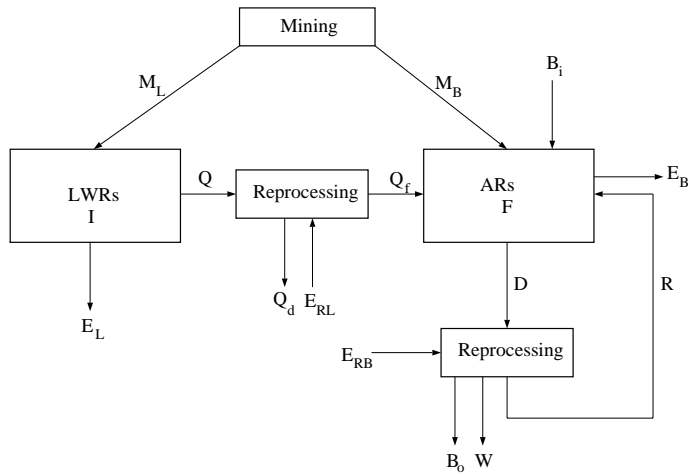 Mining
M_L
M_B
B_i
LWRs
I
Q
Reprocessing
Q_f
ARs
F
E_B
Q_d
E_RL
D
R
E_L
E_RB
Reprocessing
B_o
W